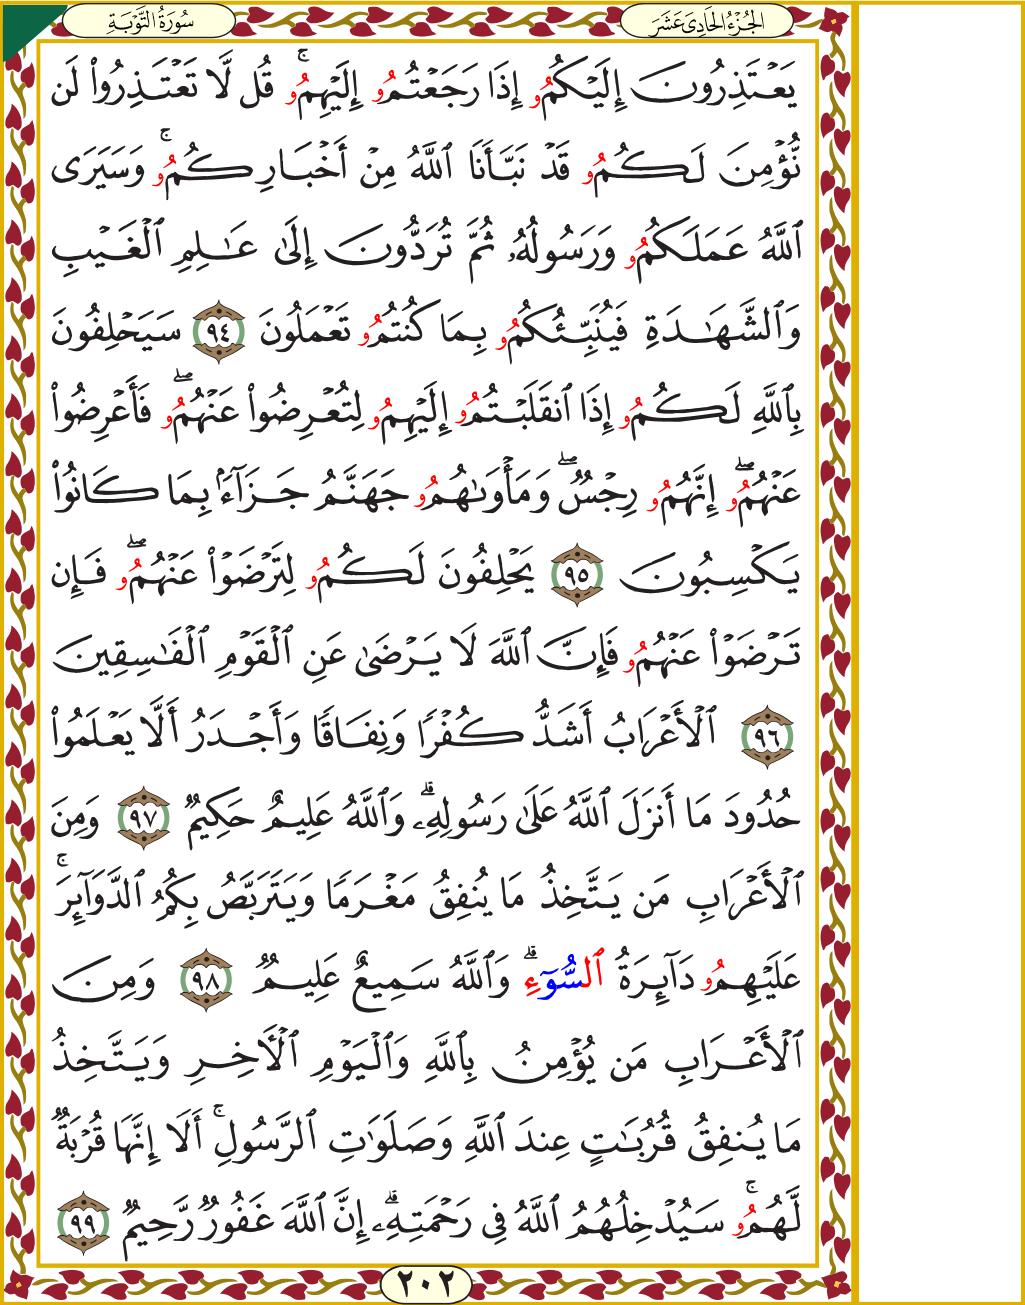 الجُزْءُ الحَادِىَ عَشَرَ
سُورَةُ التَّوْبَةِ
يَعْتَذِرُونَ إِلَيْكُمُو إِذَا رَجَعْتُمُو إِلَيْهِمُوۚ قُل لَّا تَعْتَذِرُوا۟ لَن
نُّؤْمِنَ لَكُمُو قَدْ نَبَّأَنَا ٱللَّهُ مِنْ أَخْبَارِكُمُوۚ وَسَيَرَى
ٱللَّهُ عَمَلَكُمُو وَرَسُولُهُۥ ثُمَّ تُرَدُّونَ إِلَىٰ عَـٰلِمِ ٱلْغَيْبِ
وَٱلشَّهَـٰدَةِ فَيُنَبِّئُكُمُو بِمَا كُنتُمُو تَعْمَلُونَ ٩٤ سَيَحْلِفُونَ
بِٱللَّهِ لَكُمُو إِذَا ٱنقَلَبْتُمُو إِلَيْهِمُو لِتُعْرِضُوا۟ عَنْهُمُوۖ فَأَعْرِضُوا۟
عَنْهُمُوۖ إِنَّهُمُو رِجْسٌۖ وَمَأْوَىٰهُمُو جَهَنَّمُ جَزَآءًۢ بِمَا كَانُوا۟
يَكْسِبُونَ ٩٥ يَحْلِفُونَ لَكُمُو لِتَرْضَوْا۟ عَنْهُمُوۖ فَإِن
تَرْضَوْا۟ عَنْهُمُو فَإِنَّ ٱللَّهَ لَا يَرْضَىٰ عَنِ ٱلْقَوْمِ ٱلْفَـٰسِقِينَ
٩٦ ٱلْأَعْرَابُ أَشَدُّ كُفْرًا وَنِفَاقًا وَأَجْدَرُ أَلَّا يَعْلَمُوا۟
حُدُودَ مَا أَنزَلَ ٱللَّهُ عَلَىٰ رَسُولِهِۦۗ وَٱللَّهُ عَلِيمٌ حَكِيمٌ ٩٧ وَمِنَ
ٱلْأَعْرَابِ مَن يَتَّخِذُ مَا يُنفِقُ مَغْرَمًا وَيَتَرَبَّصُ بِكُمُ ٱلدَّوَآئِرَۚ
عَلَيْهِمُو دَآئِرَةُ ٱلسُّوٓءِۗ وَٱللَّهُ سَمِيعٌ عَلِيمٌ ٩٨ وَمِنَ
ٱلْأَعْرَابِ مَن يُؤْمِنُ بِٱللَّهِ وَٱلْيَوْمِ ٱلْـَٔاخِرِ وَيَتَّخِذُ
مَا يُنفِقُ قُرُبَـٰتٍ عِندَ ٱللَّهِ وَصَلَوَٰتِ ٱلرَّسُولِۚ أَلَا إِنَّهَا قُرْبَةٌ
لَّهُمُوۚ سَيُدْخِلُهُمُ ٱللَّهُ فِى رَحْمَتِهِۦۗ إِنَّ ٱللَّهَ غَفُورٌ رَّحِيمٌ ٩٩
٢٠٢